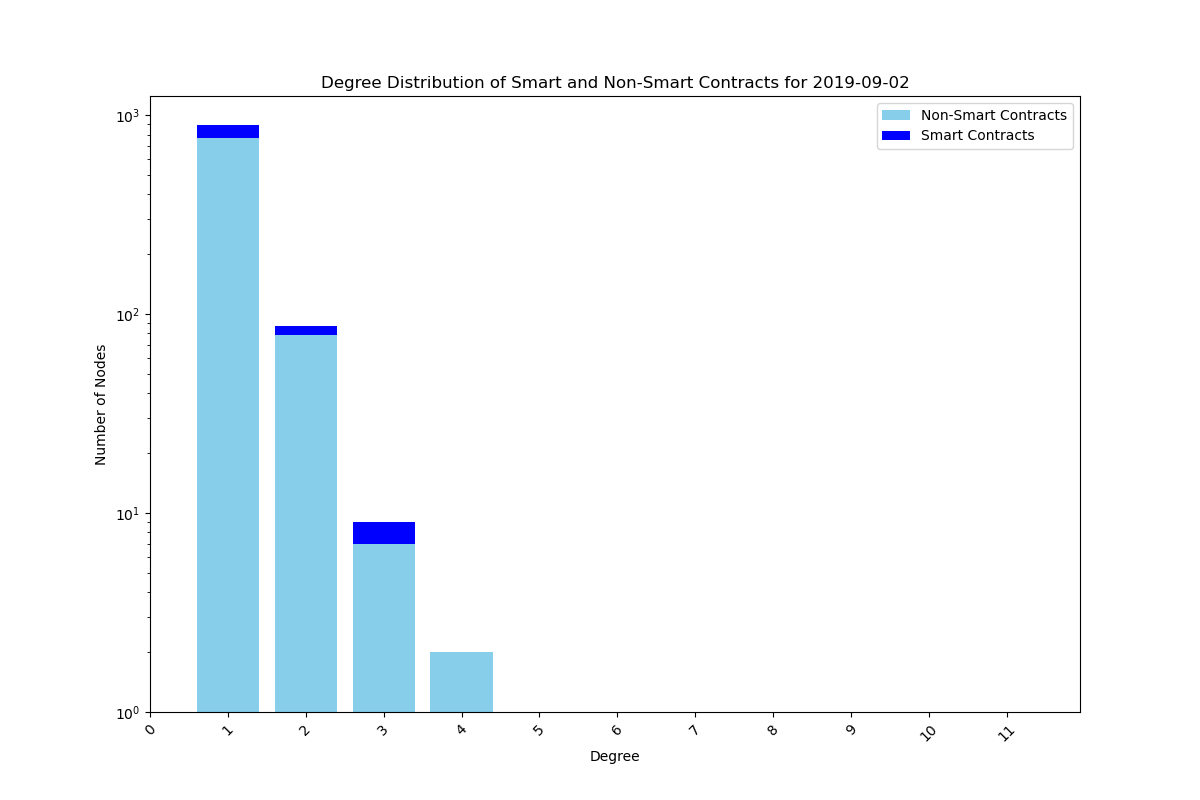 Degree Distribution of Smart and Non-Smart Contracts for 2019-09-02
Non-Smart Contracts
Smart Contracts
Number of Nodes
10³
10²
10¹
10⁰
0 1 2 3 4 5 6 7 8 9 10 11
Degree